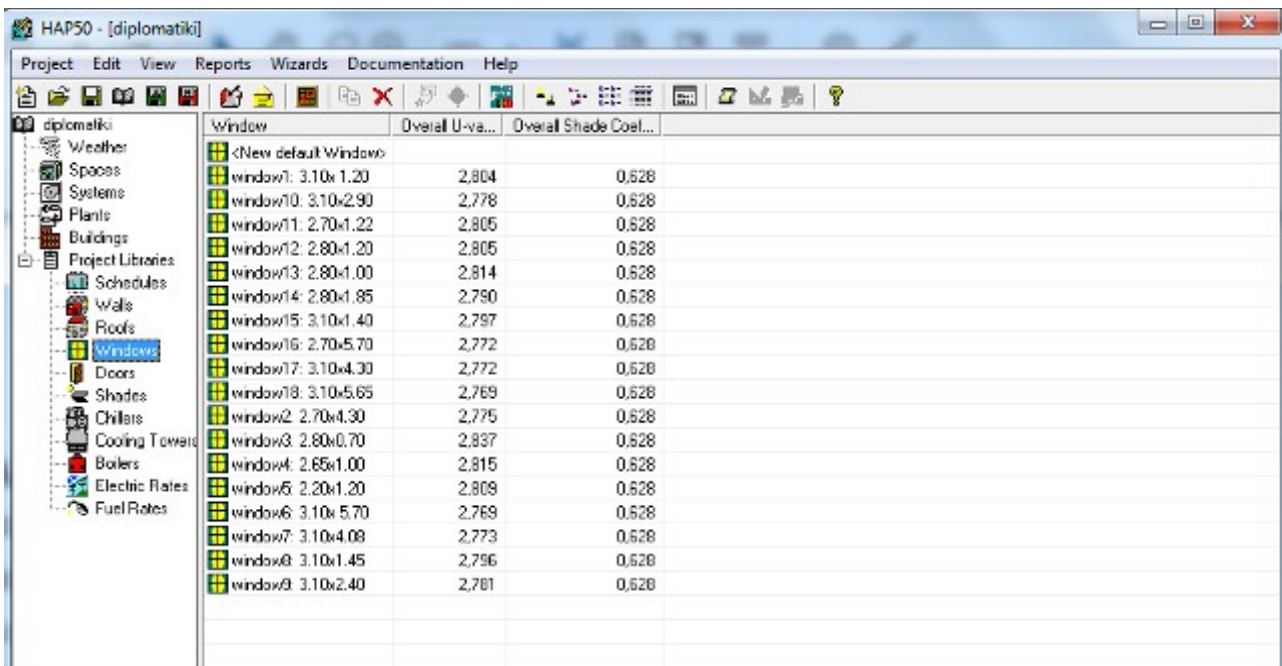 HAP50 - [diplomatiki]
Project Edit View Reports Wizards Documentation Help
diplomatiki
Weather
Spaces
Systems
Plants
Buildings
Project Libraries
Schedules
Walls
Roofs
Windows
Doors
Shades
Chillers
Cooling Towers
Boilers
Electric Rates
Fuel Rates
Window Overall U-va... Overall Shade Coef...
<New default Window>
window1: 3.10x 1.20 2,804 0,628
window10: 3.10x2.90 2,778 0,628
window11: 2.70x1.22 2,805 0,628
window12: 2.80x1.20 2,805 0,628
window13: 2.80x1.00 2,814 0,628
window14: 2.80x1.85 2,790 0,628
window15: 3.10x1.40 2,797 0,628
window16: 2.70x5.70 2,772 0,628
window17: 3.10x4.30 2,772 0,628
window18: 3.10x5.65 2,769 0,628
window2: 2.70x4.30 2,775 0,628
window3: 2.80x0.70 2,837 0,628
window4: 2.65x1.00 2,815 0,628
window5: 2.20x1.20 2,809 0,628
window6: 3.10x 5.70 2,769 0,628
window7: 3.10x4.08 2,773 0,628
window8: 3.10x1.45 2,796 0,628
window9: 3.10x2.40 2,781 0,628